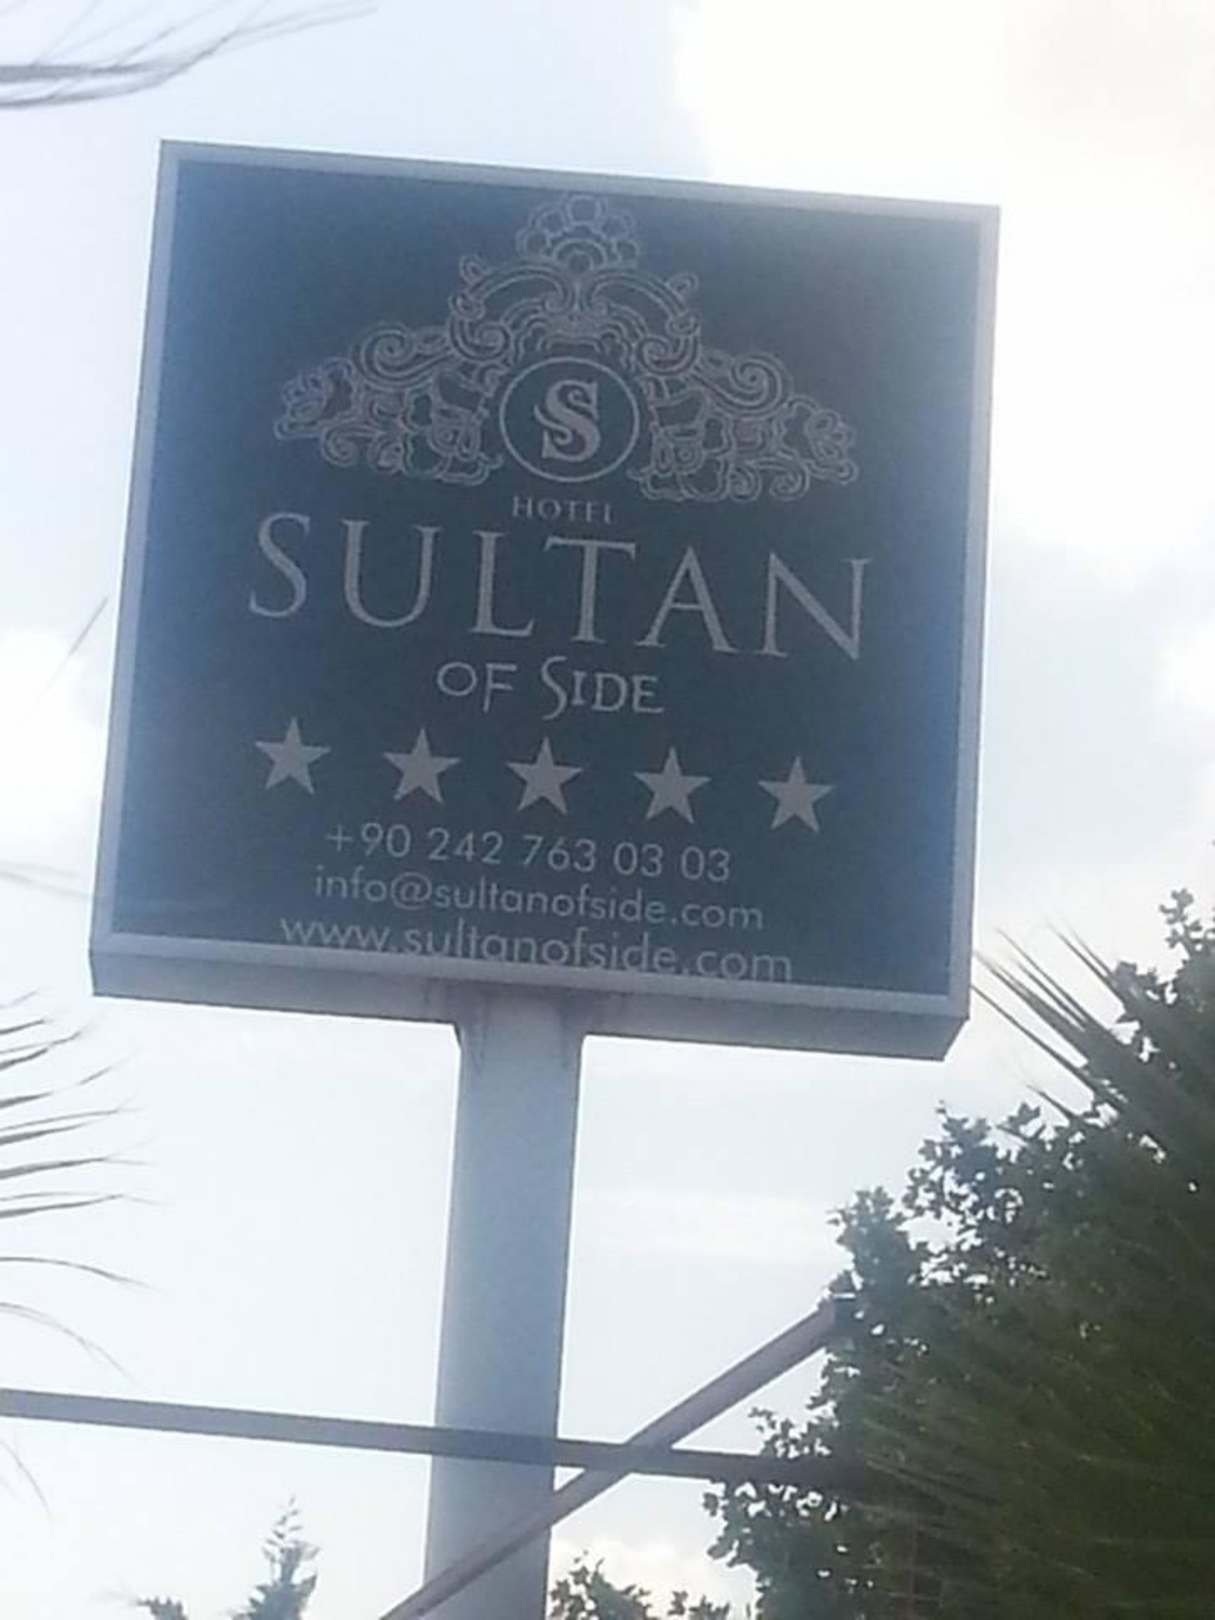 S
HOTEL
SULTAN
OF SIDE
+90 242 763 03 03
info@sultanofside.com
www.sultanofside.com